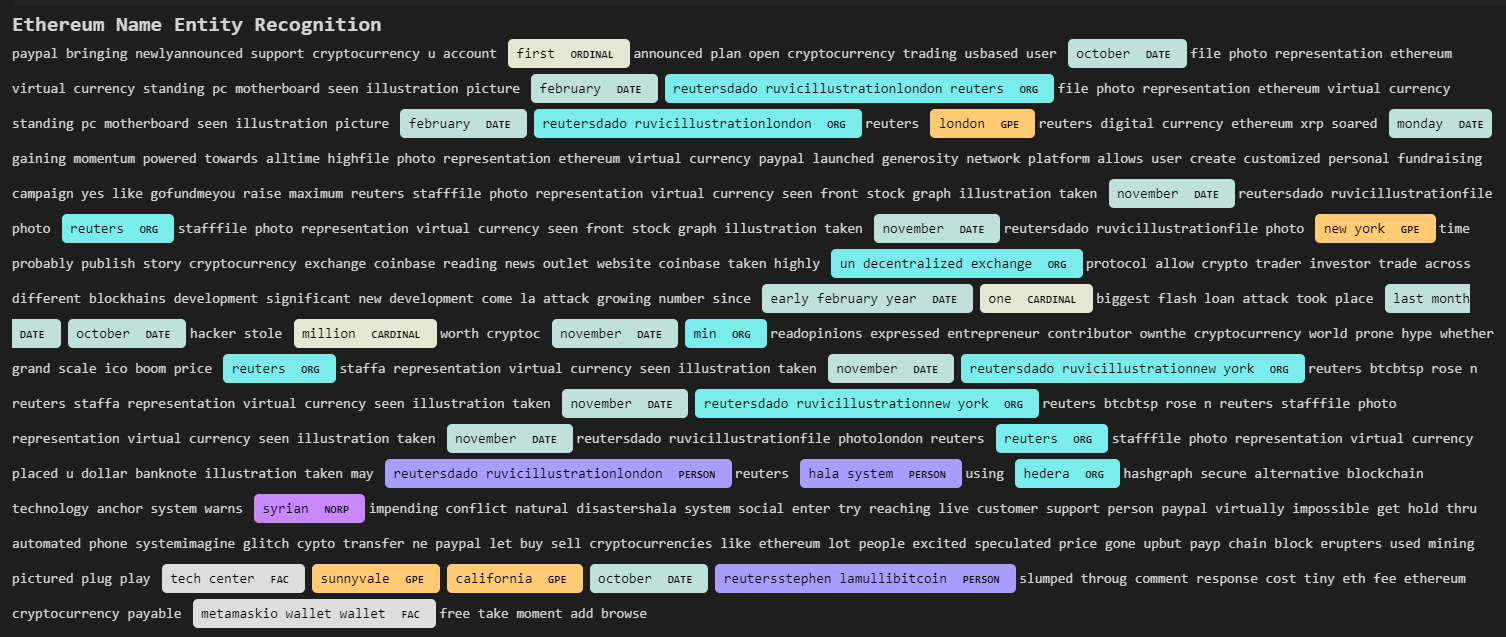 Ethereum Name Entity Recognition
paypal bringing newlyannounced support cryptocurrency u account first ORDINAL announced plan open cryptocurrency trading usbased user october DATE file photo representation ethereum
virtual currency standing pc motherboard seen illustration picture february DATE reutersdado ruvicillustrationlondon reuters ORG file photo representation ethereum virtual currency
standing pc motherboard seen illustration picture february DATE reutersdado ruvicillustrationlondon ORG reuters london GPE reuters digital currency ethereum xrp soared monday DATE
gaining momentum powered towards alltime highfile photo representation ethereum virtual currency paypal launched generosity network platform allows user create customized personal fundraising
campaign yes like gofundmeyou raise maximum reuters stafffile photo representation virtual currency seen front stock graph illustration taken november DATE reutersdado ruvicillustrationfile
photo reuters ORG stafffile photo representation virtual currency seen front stock graph illustration taken november DATE reutersdado ruvicillustrationfile photo new york GPE time
probably publish story cryptocurrency exchange coinbase reading news outlet website coinbase taken highly un decentralized exchange ORG protocol allow crypto trader investor trade across
different blockhains development significant new development come la attack growing number since early february year DATE one CARDINAL biggest flash loan attack took place last month
DATE october DATE hacker stole million CARDINAL worth cryptoc november DATE min ORG readopinions expressed entrepreneur contributor ownthe cryptocurrency world prone hype whether
grand scale ico boom price reuters ORG staffa representation virtual currency seen illustration taken november DATE reutersdado ruvicillustrationnew york ORG reuters btcbtsp rose n
reuters staffa representation virtual currency seen illustration taken november DATE reutersdado ruvicillustrationnew york ORG reuters btcbtsp rose n reuters stafffile photo
representation virtual currency seen illustration taken november DATE reutersdado ruvicillustrationfile photolondon reuters reuters ORG stafffile photo representation virtual currency
placed u dollar banknote illustration taken may reutersdado ruvicillustrationlondon PERSON reuters hala system PERSON using hedera ORG hashgraph secure alternative blockchain
technology anchor system warns syrian NORP impending conflict natural disastershala system social enter try reaching live customer support person paypal virtually impossible get hold thru
automated phone systemimagine glitch cypto transfer ne paypal let buy sell cryptocurrencies like ethereum lot people excited speculated price gone upbut payp chain block erupters used mining
pictured plug play tech center FAC sunnyvale GPE california GPE october DATE reutersstephen lamullibitcoin PERSON slumped throug comment response cost tiny eth fee ethereum
cryptocurrency payable metamaskio wallet wallet FAC free take moment add browse